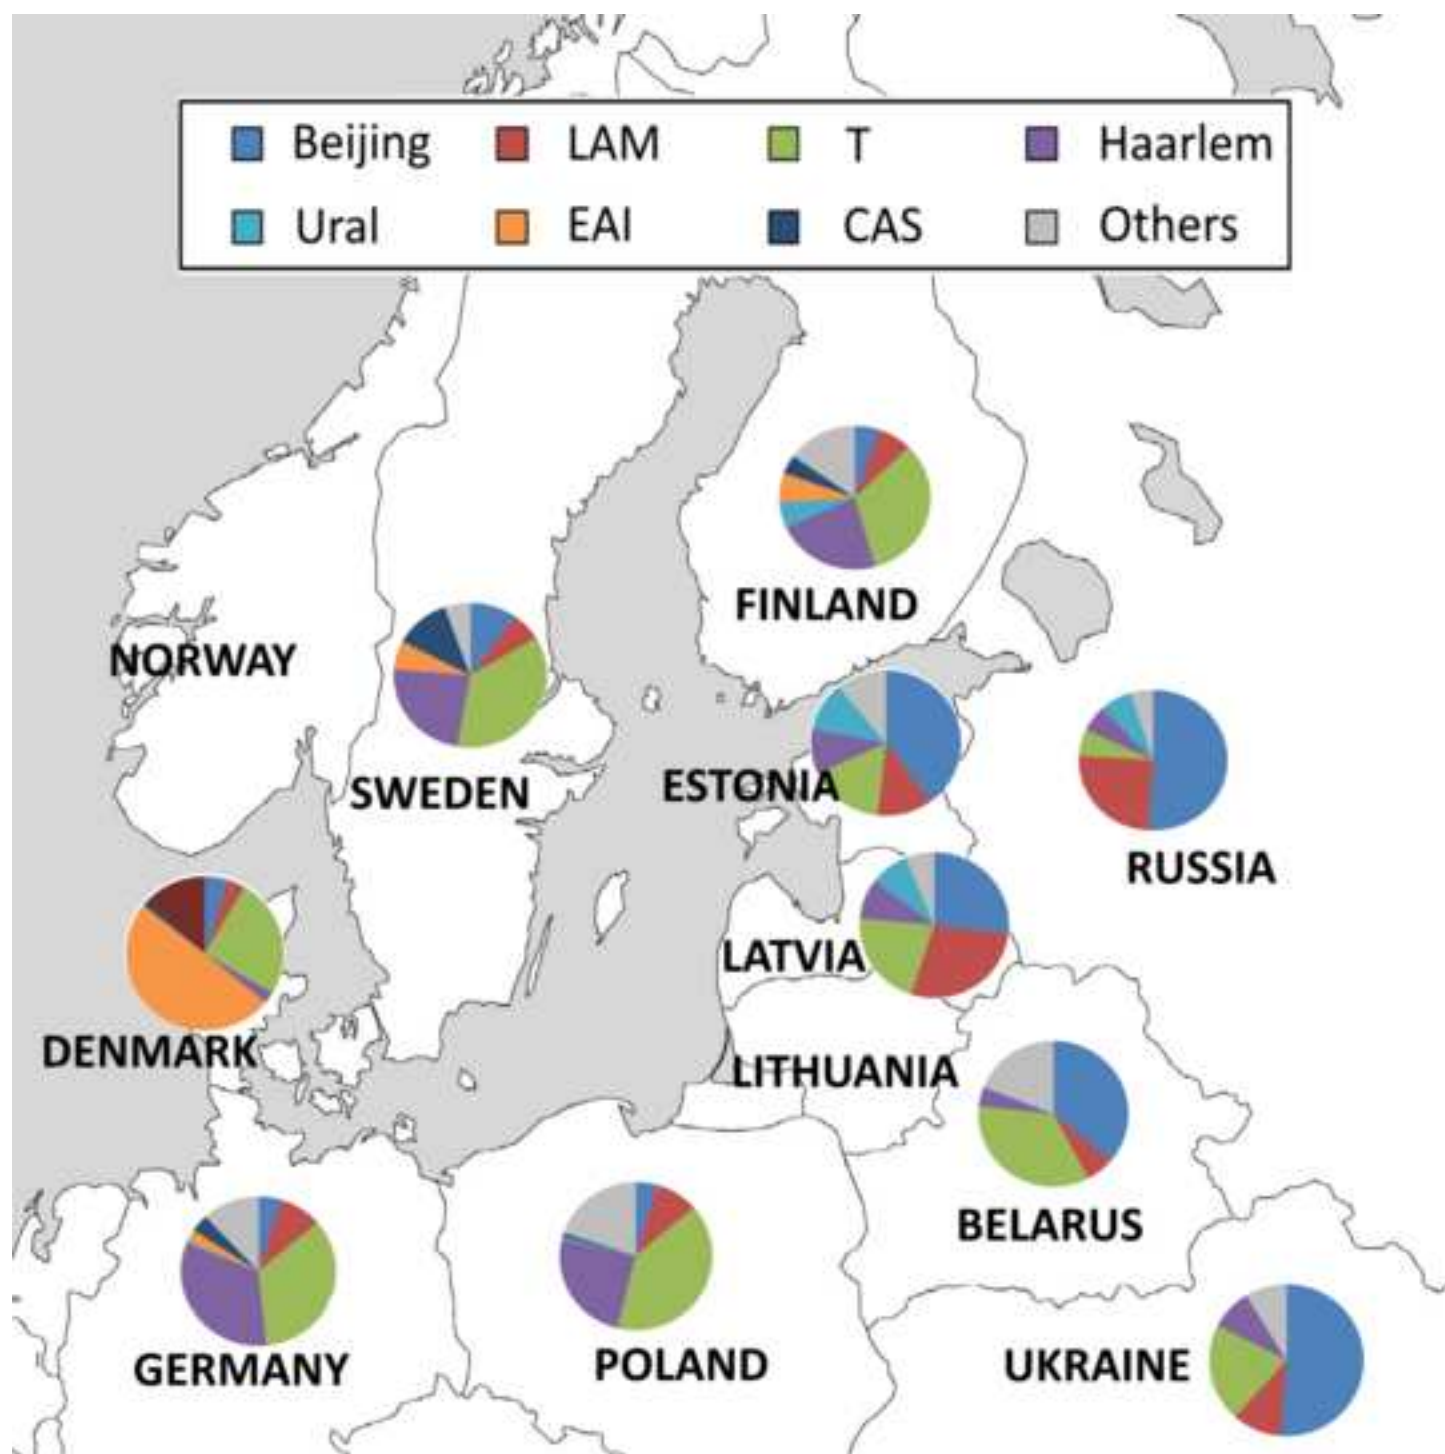 Beijing LAM T Haarlem
Ural EAI CAS Others
FINLAND
NORWAY
SWEDEN
ESTONIA
RUSSIA
LATVIA
DENMARK
LITHUANIA
BELARUS
GERMANY
POLAND
UKRAINE